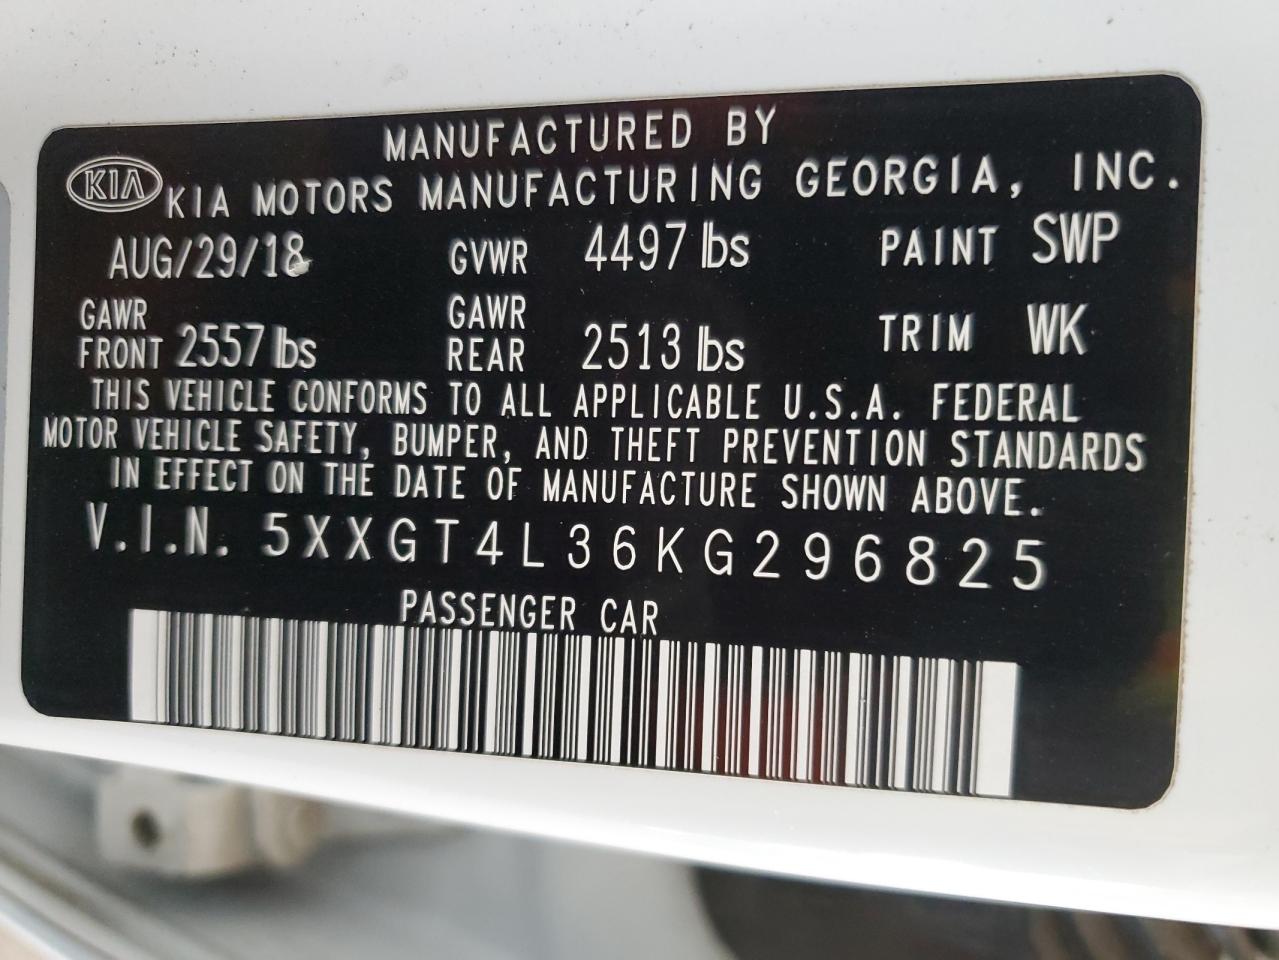 MANUFACTURED BY
KIA KIA MOTORS MANUFACTURING GEORGIA, INC.
AUG/29/18 GVWR 4497 lbs PAINT SWP
GAWR FRONT 2557 lbs GAWR REAR 2513 lbs TRIM WK
THIS VEHICLE CONFORMS TO ALL APPLICABLE U.S.A. FEDERAL
MOTOR VEHICLE SAFETY, BUMPER, AND THEFT PREVENTION STANDARDS
IN EFFECT ON THE DATE OF MANUFACTURE SHOWN ABOVE.
V.I.N. 5XXGT4L36KG296825
PASSENGER CAR